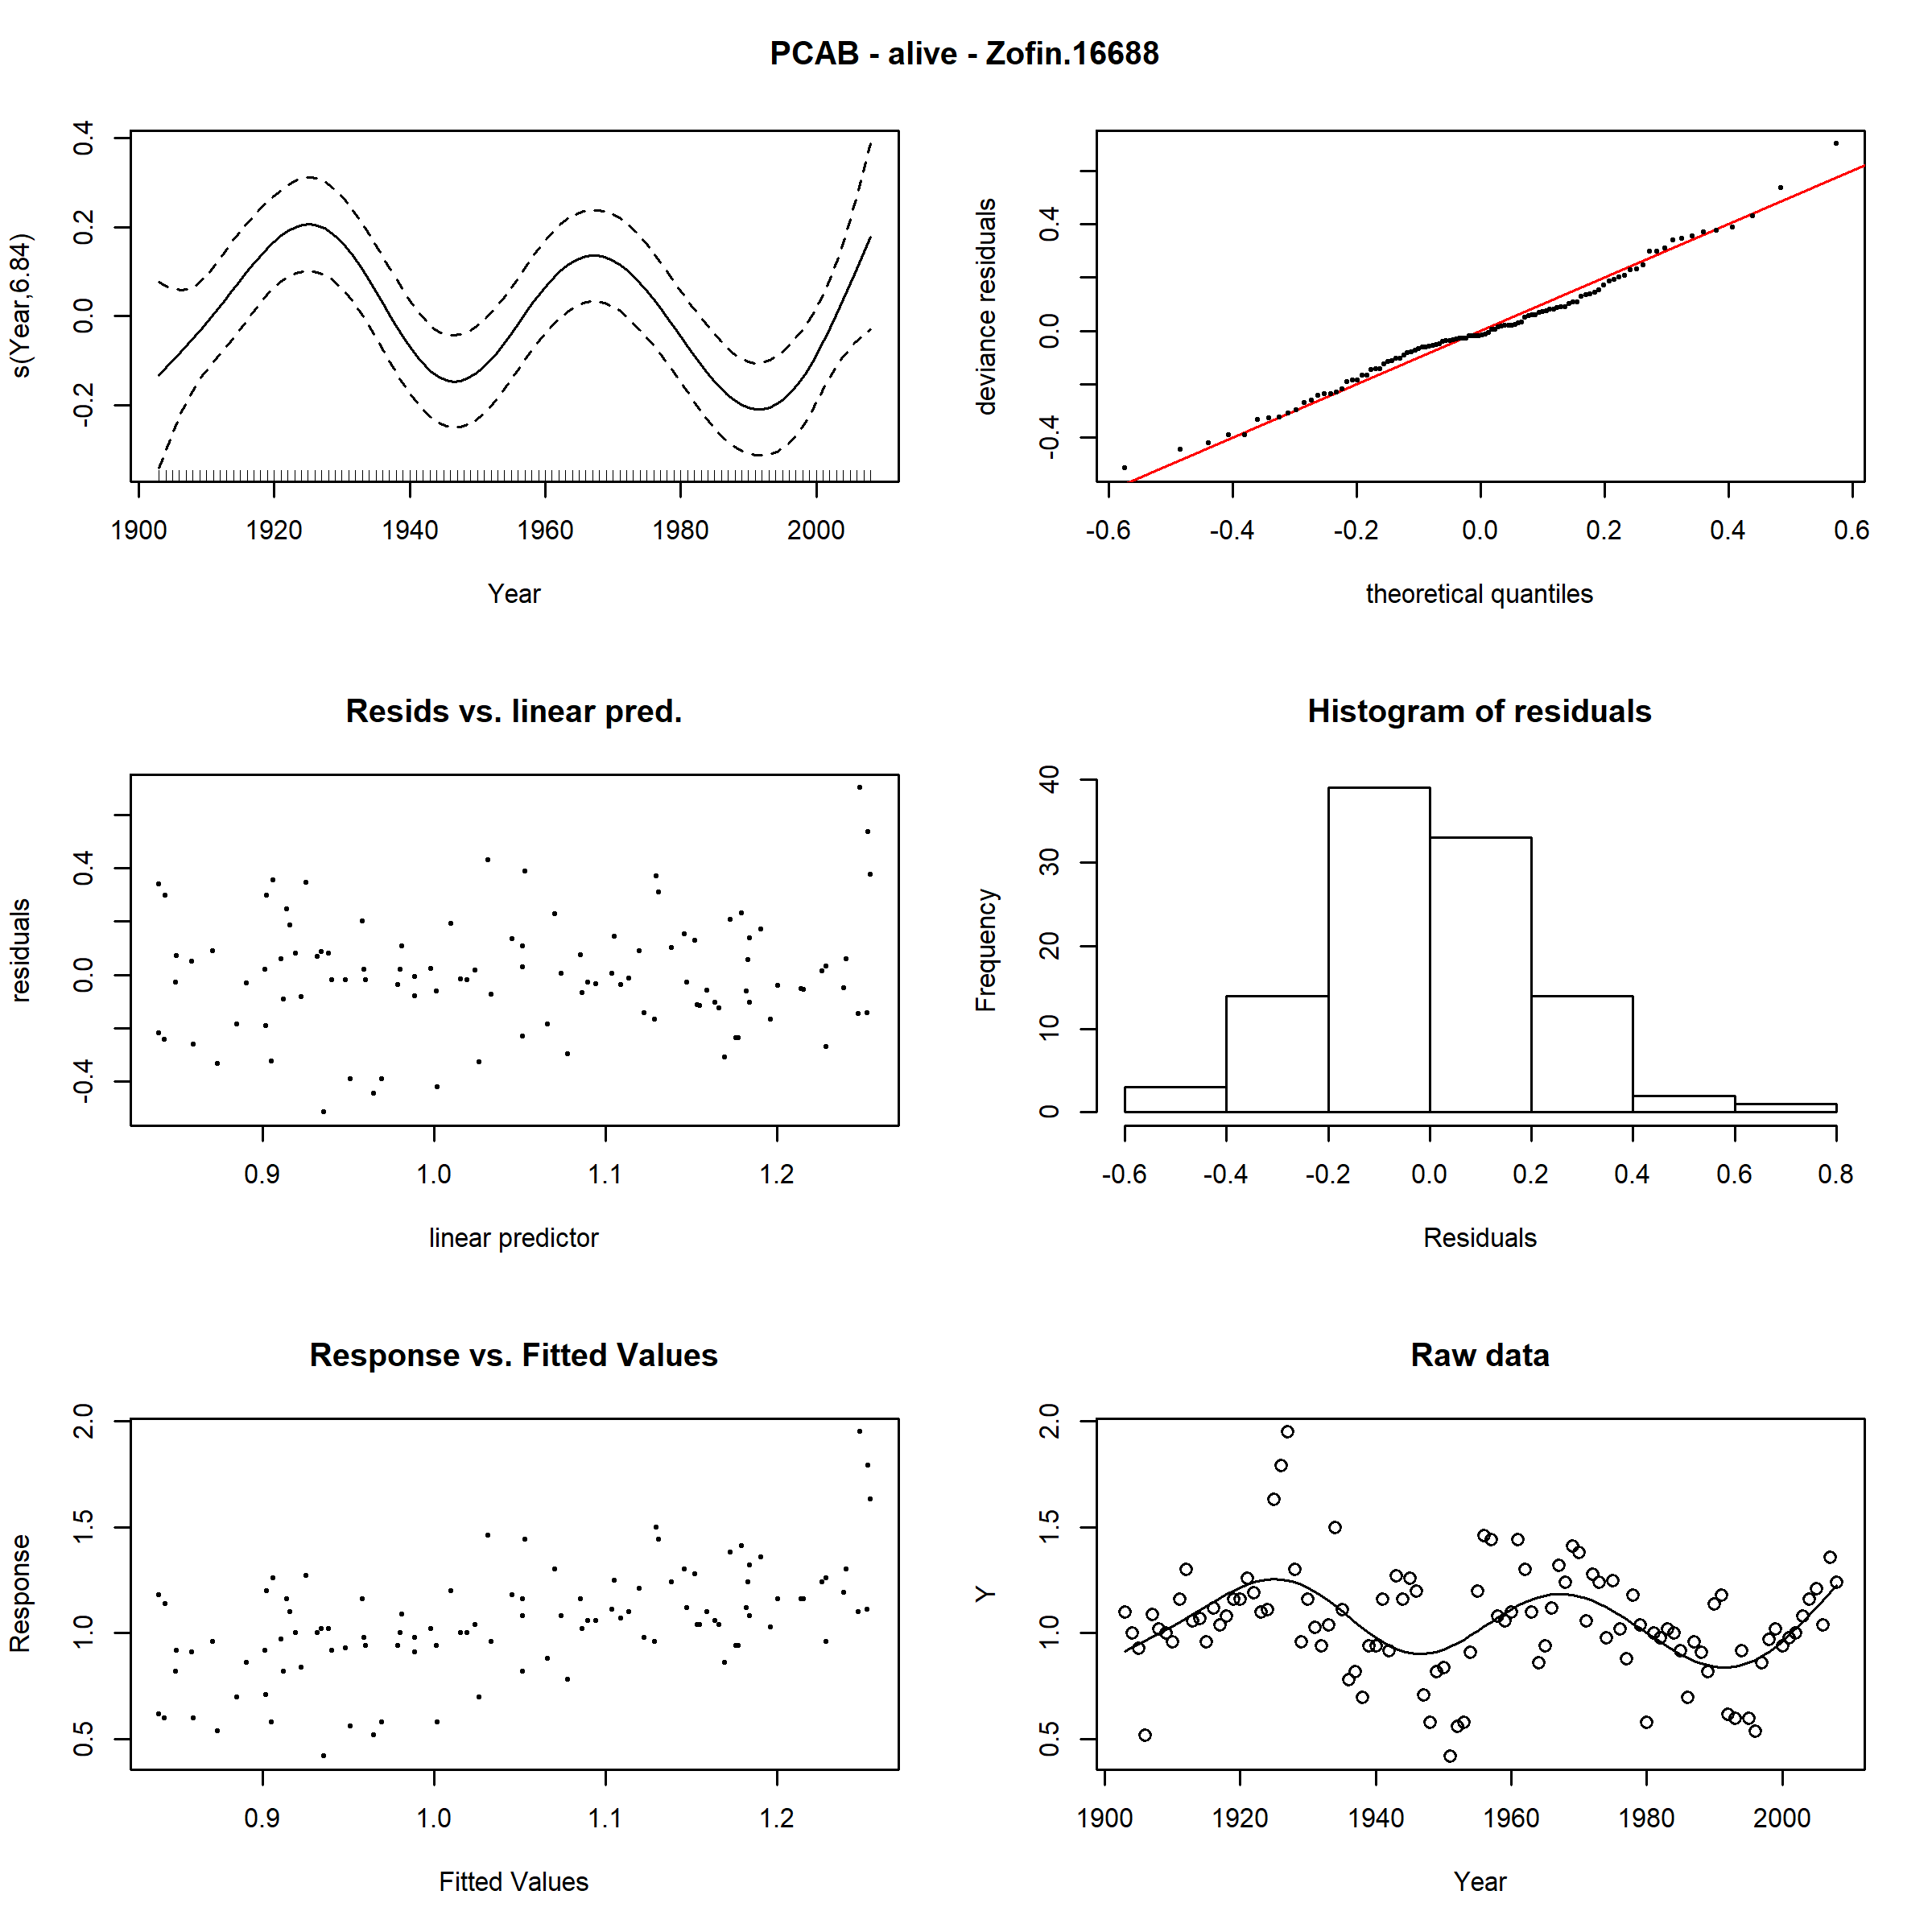 PCAB - alive - Zofin.16688
s(Year,6.84)
0.4
0.2
0.0
-0.2
1900 1920 1940 1960 1980 2000
Year
deviance residuals
0.4
0.0
-0.4
-0.6 -0.4 -0.2 0.0 0.2 0.4 0.6
theoretical quantiles
Resids vs. linear pred.
residuals
0.4
0.0
-0.4
0.9 1.0 1.1 1.2
linear predictor
Histogram of residuals
Frequency
40
30
20
10
0
-0.6 -0.4 -0.2 0.0 0.2 0.4 0.6 0.8
Residuals
Response vs. Fitted Values
Response
2.0
1.5
1.0
0.5
0.9 1.0 1.1 1.2
Fitted Values
Raw data
Y
2.0
1.5
1.0
0.5
1900 1920 1940 1960 1980 2000
Year